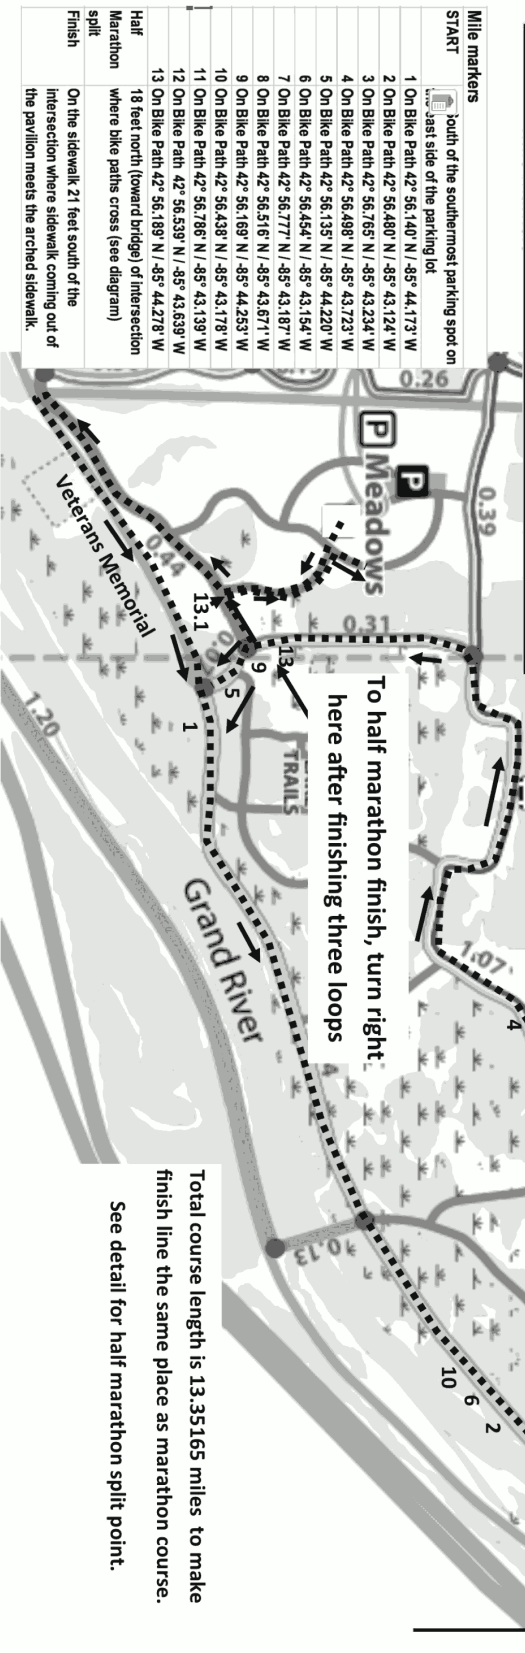 Mile markers
START
South of the southermost parking spot on
east side of the parking lot
1 On Bike Path 42° 56.140' N / -85° 44.173' W
2 On Bike Path 42° 56.480' N / -85° 43.124' W
3 On Bike Path 42° 56.765' N / -85° 43.234' W
4 On Bike Path 42° 56.498' N / -85° 43.723' W
5 On Bike Path 42° 56.135' N / -85° 44.220' W
6 On Bike Path 42° 56.454' N / -85° 43.154' W
7 On Bike Path 42° 56.777' N / -85° 43.187' W
8 On Bike Path 42° 56.516' N / -85° 43.671' W
9 On Bike Path 42° 56.169' N / -85° 44.253' W
10 On Bike Path 42° 56.438' N / -85° 43.178' W
11 On Bike Path 42° 56.786' N / -85° 43.139' W
12 On Bike Path 42° 56.539' N / -85° 43.639' W
13 On Bike Path 42° 56.189' N / -85° 44.278' W
Half Marathon split
18 feet north (toward bridge) of intersection
where bike paths cross (see diagram)
Finish
On the sidewalk 21 feet south of the
intersection where sidewalk coming out of
the pavilion meets the arched sidewalk.
0.26
0.39
P
P
Meadows
0.31
0.44
Veterans Memorial
13.1
13
9
5
1
TRAILS
1.20
To half marathon finish, turn right
here after finishing three loops
1.07
4
Grand River
0.13
10
6
2
Total course length is 13.35165 miles to make
finish line the same place as marathon course.
See detail for half marathon split point.